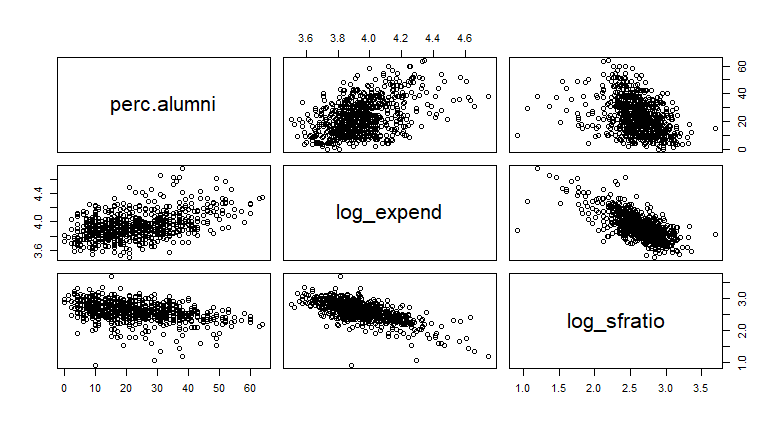 3.6 3.8 4.0 4.2 4.4 4.6
perc.alumni
0 20 40 60
3.6 4.0 4.4
log_expend
log_sfratio
1.0 2.0 3.0
0 10 20 30 40 50 60
1.0 1.5 2.0 2.5 3.0 3.5